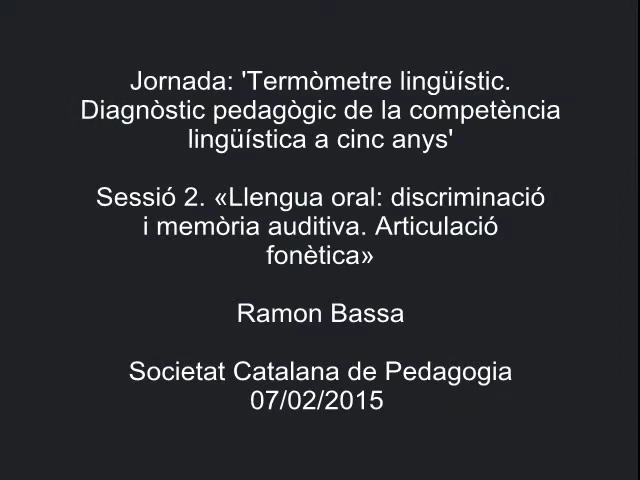 Jornada: 'Termòmetre lingüístic.
Diagnòstic pedagògic de la competència
lingüística a cinc anys'
Sessió 2. «Llengua oral: discriminació
i memòria auditiva. Articulació
fonètica»
Ramon Bassa
Societat Catalana de Pedagogia
07/02/2015